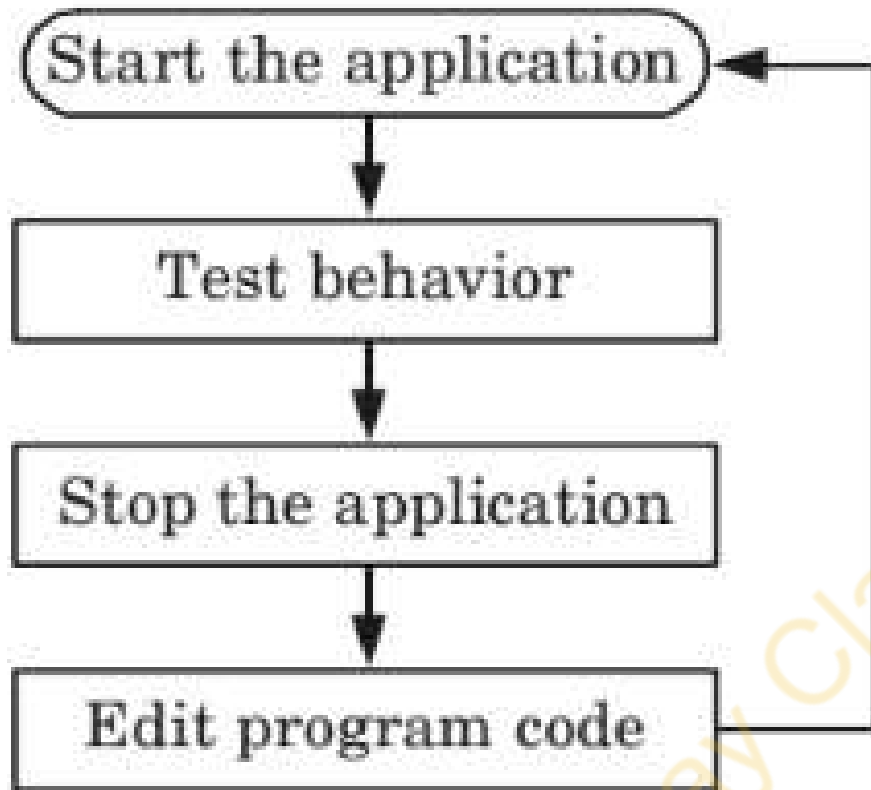 Start the application
Test behavior
Stop the application
Edit program code